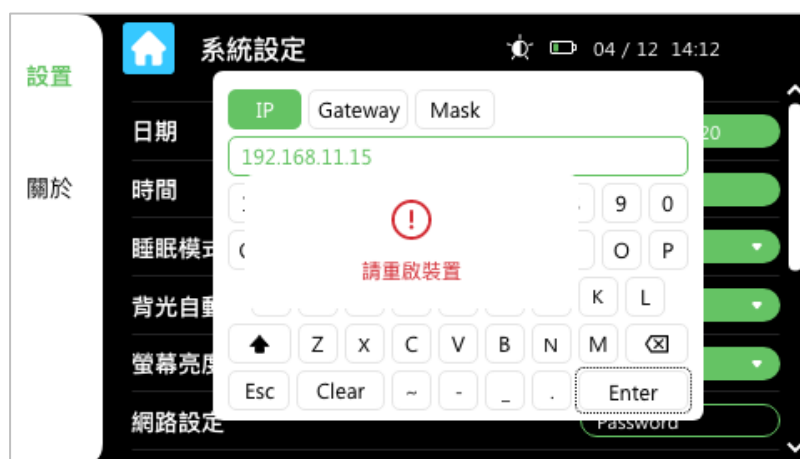 系統設定
04 / 12 14:12
設置
關於
日期
20
時間
睡眠模式
背光自動
螢幕亮度
網路設定
Password
IP Gateway Mask
192.168.11.15
9 0
請重啟裝置
O P
K L
Z X C V B N M
Esc Clear ~ - _ . Enter